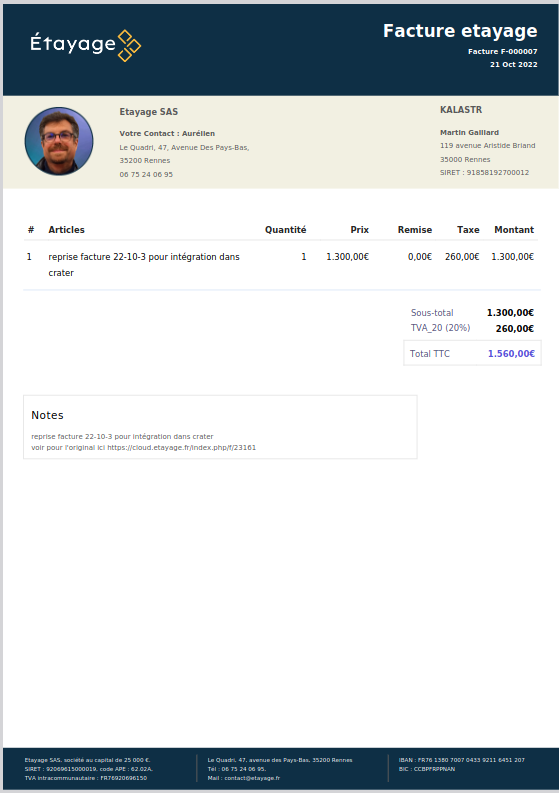 Étayage
Facture etayage
Facture F-000007
21 Oct 2022
Etayage SAS
Votre Contact : Aurélien
Le Quadri, 47, Avenue Des Pays-Bas,
35200 Rennes
06 75 24 06 95
KALASTR
Martin Gaillard
119 avenue Aristide Briand
35000 Rennes
SIRET : 91858192700012
# Articles Quantité Prix Remise Taxe Montant
1 reprise facture 22-10-3 pour intégration dans 1 1.300,00€ 0,00€ 260,00€ 1.300,00€
crater
Sous-total 1.300,00€
TVA_20 (20%) 260,00€
Total TTC 1.560,00€
Notes
reprise facture 22-10-3 pour intégration dans crater
voir pour l'original ici https://cloud.etayage.fr/index.php/f/23161
Etayage SAS, société au capital de 25 000 €.
SIRET : 92069615000019, code APE : 62.02A.
TVA intracommunautaire : FR76920696150
Le Quadri, 47, avenue des Pays-Bas, 35200 Rennes
Tél : 06 75 24 06 95.
Mail : contact@etayage.fr
IBAN : FR76 1380 7007 0433 9211 6451 207
BIC : CCBPFRPPNAN